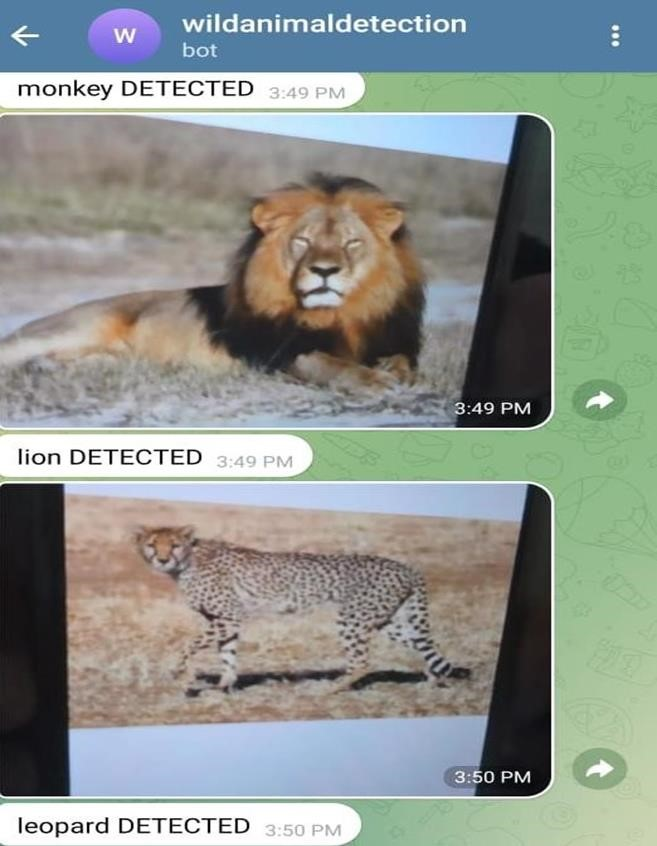 W
wildanimaldetection
bot
monkey DETECTED 3:49 PM
3:49 PM
lion DETECTED 3:49 PM
3:50 PM
leopard DETECTED 3:50 PM